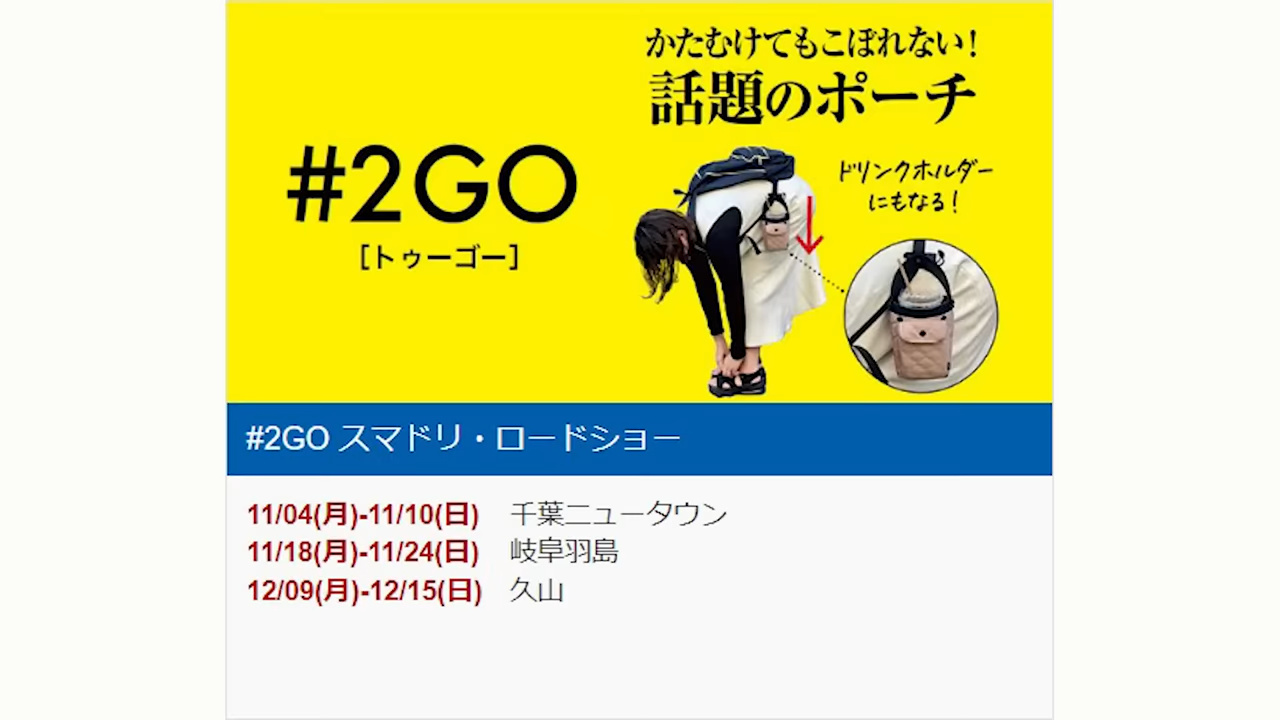 かたむけてもこぼれない!
話題のポーチ
#2GO
[トゥーゴー]
ドリンクホルダー
にもなる!
#2GO スマドリ・ロードショー
11/04(月)-11/10(日) 千葉ニュータウン
11/18(月)-11/24(日) 岐阜羽島
12/09(月)-12/15(日) 久山